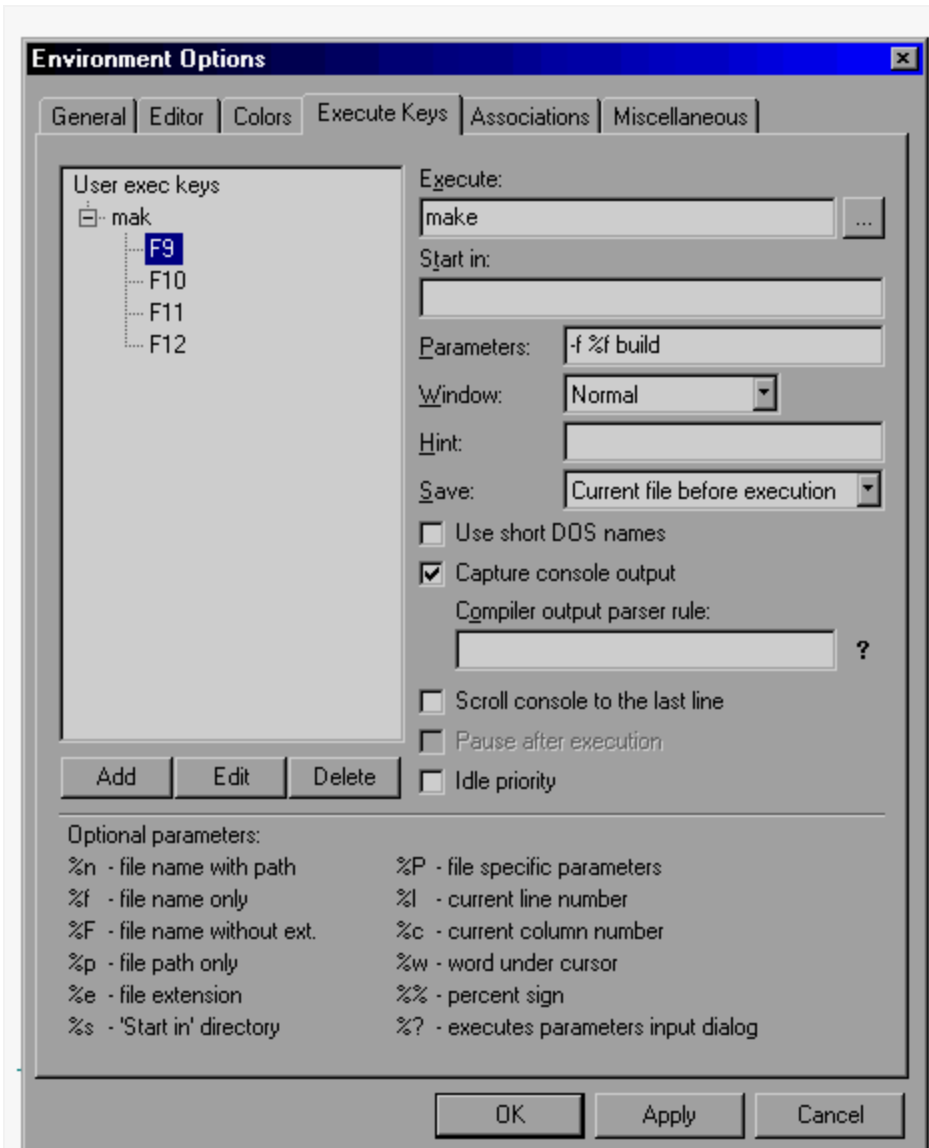 Environment Options
General Editor Colors Execute Keys Associations Miscellaneous
User exec keys
mak
F9
F10
F11
F12
Add Edit Delete
Execute:
make ...
Start in:
Parameters: -f %f build
Window: Normal
Hint:
Save: Current file before execution
Use short DOS names
Capture console output
Compiler output parser rule:
?
Scroll console to the last line
Pause after execution
Idle priority
Optional parameters:
%n - file name with path
%f - file name only
%F - file name without ext.
%p - file path only
%e - file extension
%s - 'Start in' directory
%P - file specific parameters
%l - current line number
%c - current column number
%w - word under cursor
%% - percent sign
%? - executes parameters input dialog
OK Apply Cancel